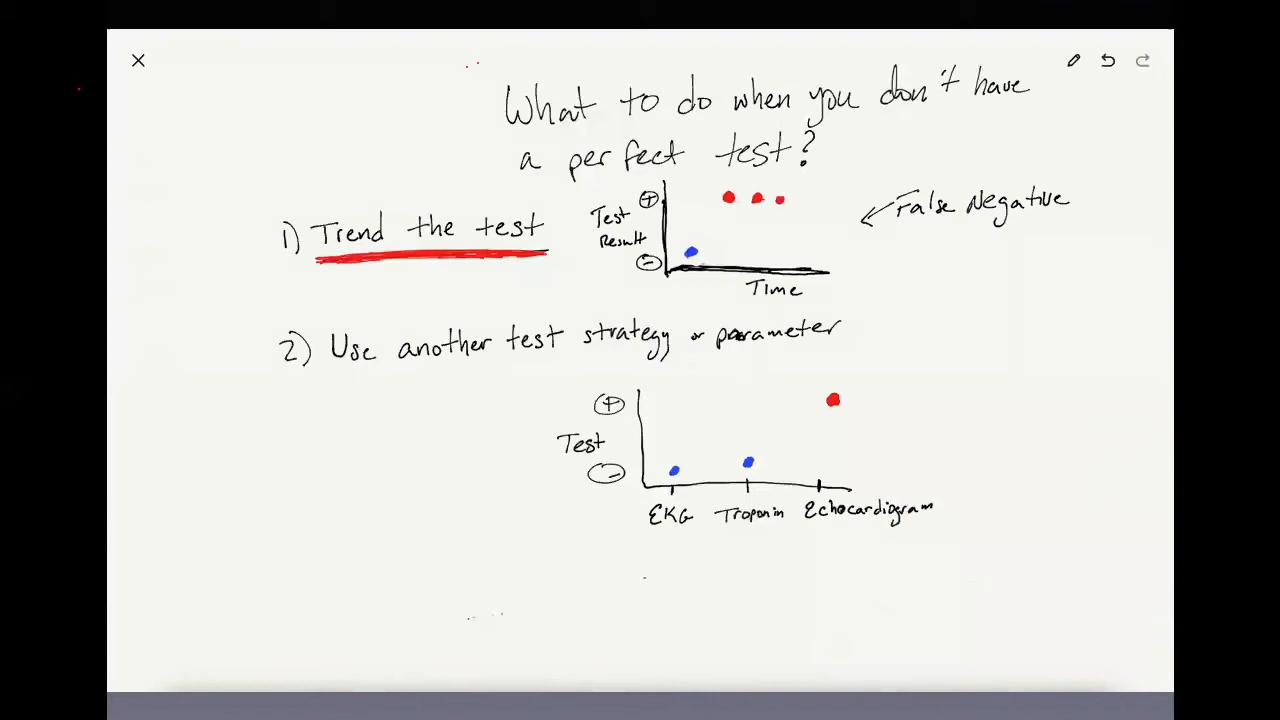 What to do when you don't have
a perfect test?
1) Trend the test
+
Test
Result
-
Time
False Negative
2) Use another test strategy or parameter
+
Test
-
EKG Troponin Echocardiogram